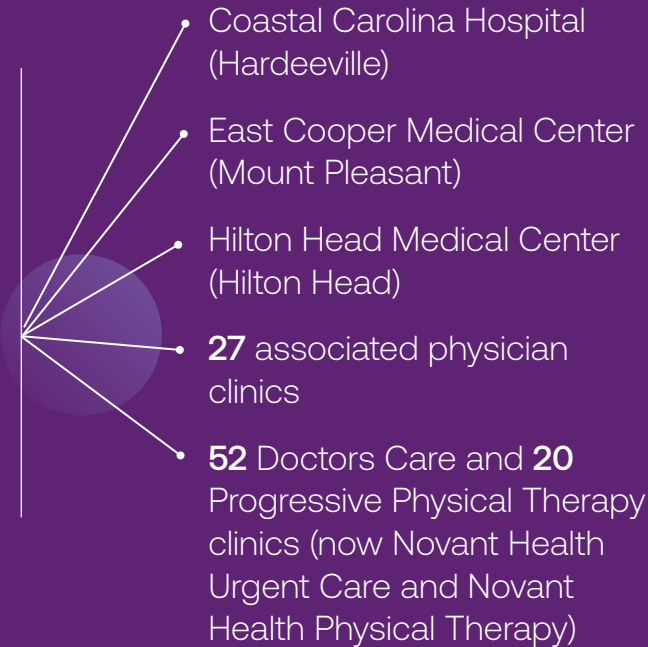 Coastal Carolina Hospital
(Hardeeville)
East Cooper Medical Center
(Mount Pleasant)
Hilton Head Medical Center
(Hilton Head)
27 associated physician
clinics
52 Doctors Care and 20
Progressive Physical Therapy
clinics (now Novant Health
Urgent Care and Novant
Health Physical Therapy)